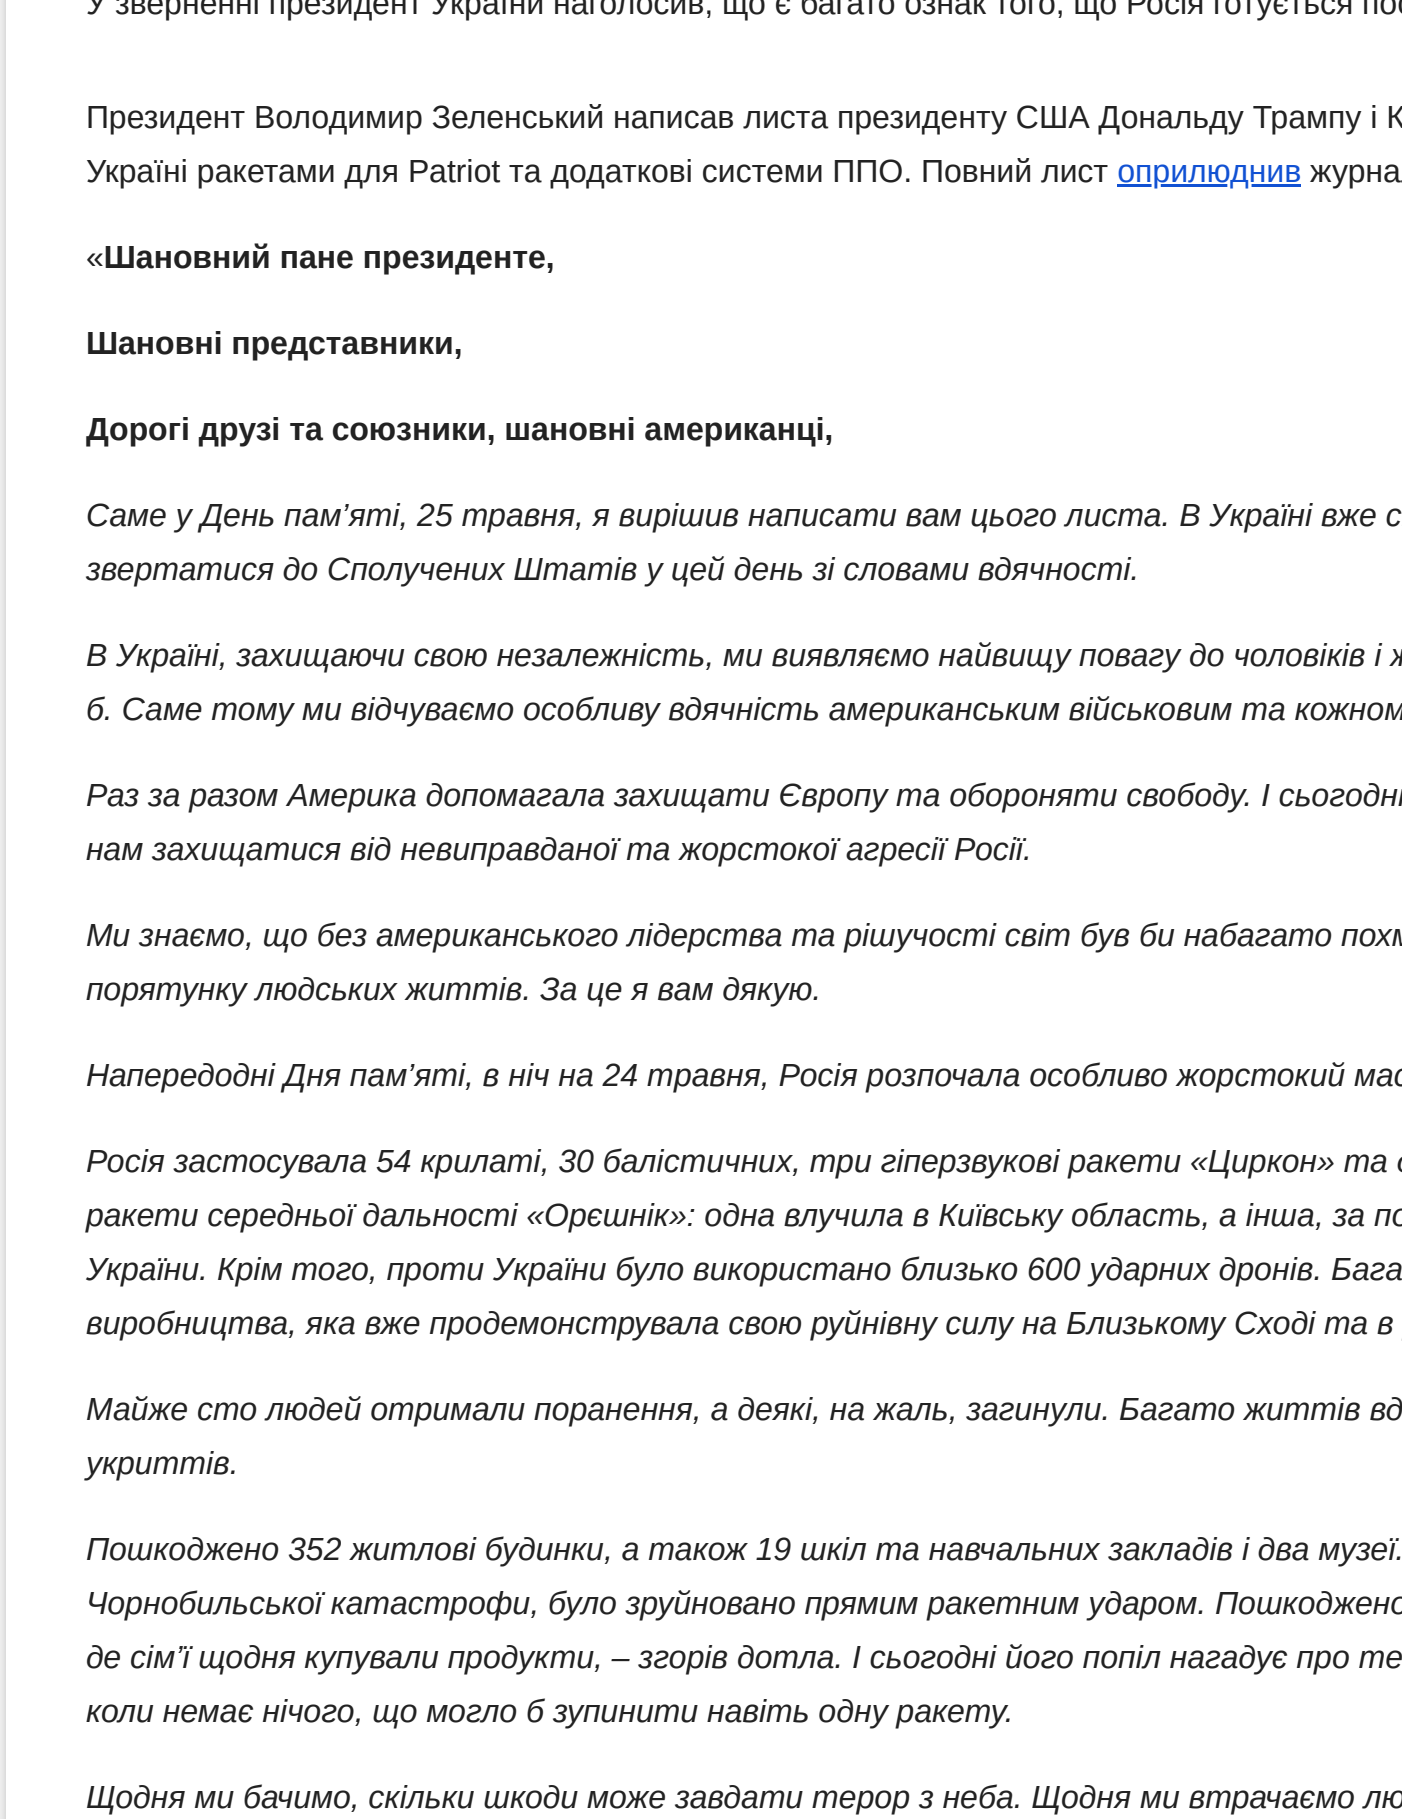 У зверненні президент України наголосив, що є багато ознак того, що Росія готується
Президент Володимир Зеленський написав листа президенту США Дональду Трампу і
Україні ракетами для Patriot та додаткові системи ППО. Повний лист оприлюднив
«Шановний пане президенте,
Шановні представники,
Дорогі друзі та союзники, шановні американці,
Саме у День пам’яті, 25 травня, я вирішив написати вам цього листа. В Україні вже
звертатися до Сполучених Штатів у цей день зі словами вдячності.
В Україні, захищаючи свою незалежність, ми виявляємо найвищу повагу до чоловіків і
б. Саме тому ми відчуваємо особливу вдячність американським військовим та
Раз за разом Америка допомагала захищати Європу та обороняти свободу. І
нам захищатися від невиправданої та жорстокої агресії Росії.
Ми знаємо, що без американського лідерства та рішучості світ був би набагато
порятунку людських життів. За це я вам дякую.
Напередодні Дня пам’яті, в ніч на 24 травня, Росія розпочала особливо жорстокий
Росія застосувала 54 крилаті, 30 балістичних, три гіперзвукові ракети «Циркон» та
ракети середньої дальності «Орєшнік»: одна влучила в Київську область, а інша, за
України. Крім того, проти України було використано близько 600 ударних дронів.
виробництва, яка вже продемонструвала свою руйнівну силу на Близькому Сході та в
Майже сто людей отримали поранення, а деякі, на жаль, загинули. Багато життів
укриттів.
Пошкоджено 352 житлові будинки, а також 19 шкіл та навчальних закладів і два музеї.
Чорнобильської катастрофи, було зруйновано прямим ракетним ударом. Пошкоджено
де сім’ї щодня купували продукти, – згорів дотла. І сьогодні його попіл нагадує про
коли немає нічого, що могло б зупинити навіть одну ракету.
Щодня ми бачимо, скільки шкоди може завдати терор з неба. Щодня ми втрачаємо